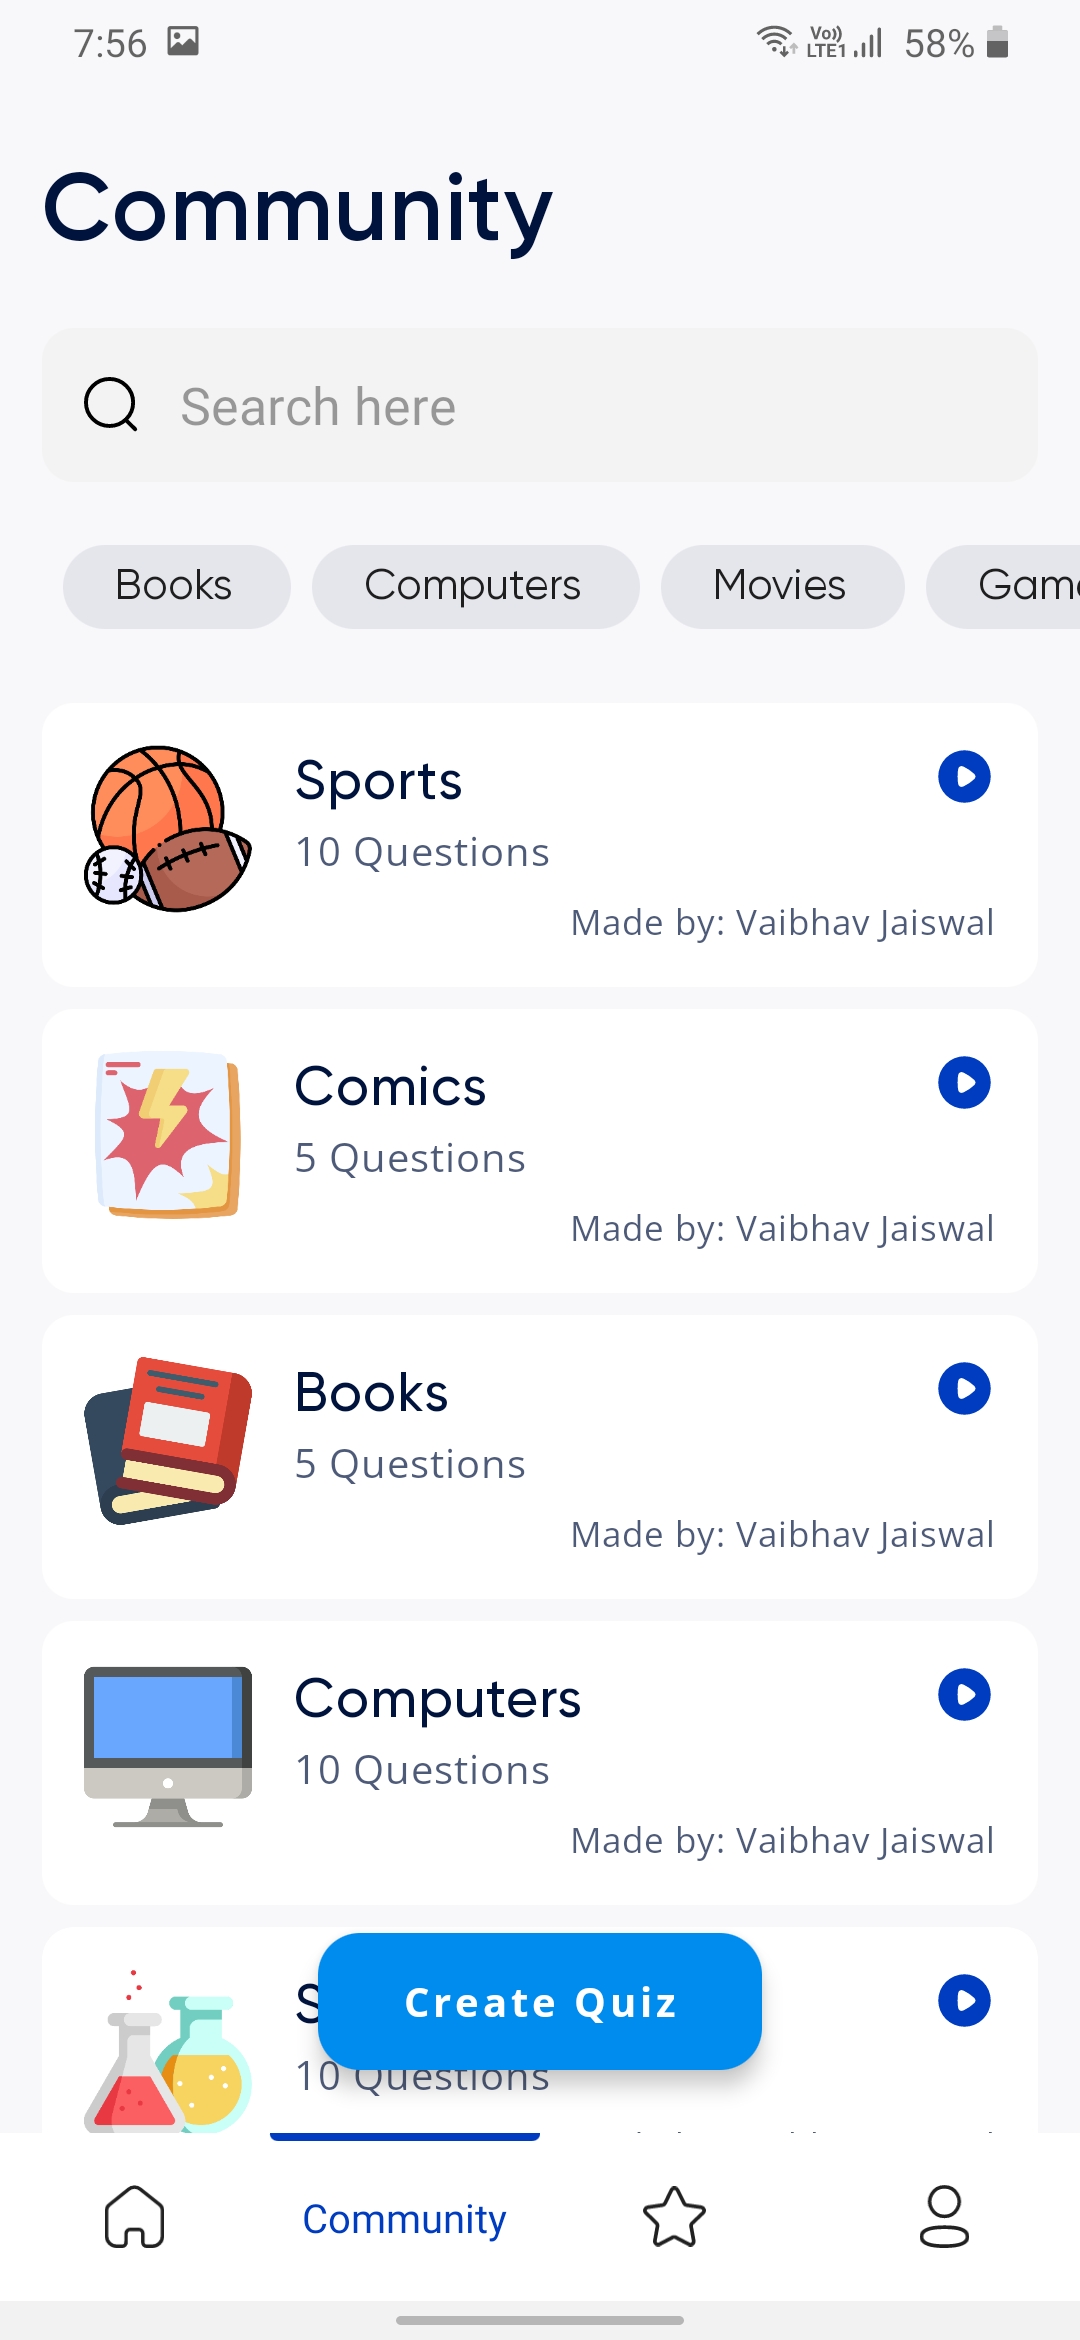 7:56
Vo)) LTE1
58%
Community
Search here
Books
Computers
Movies
Gam
Sports
10 Questions
Made by: Vaibhav Jaiswal
Comics
5 Questions
Made by: Vaibhav Jaiswal
Books
5 Questions
Made by: Vaibhav Jaiswal
Computers
10 Questions
Made by: Vaibhav Jaiswal
S
Create Quiz
10 Questions
Community